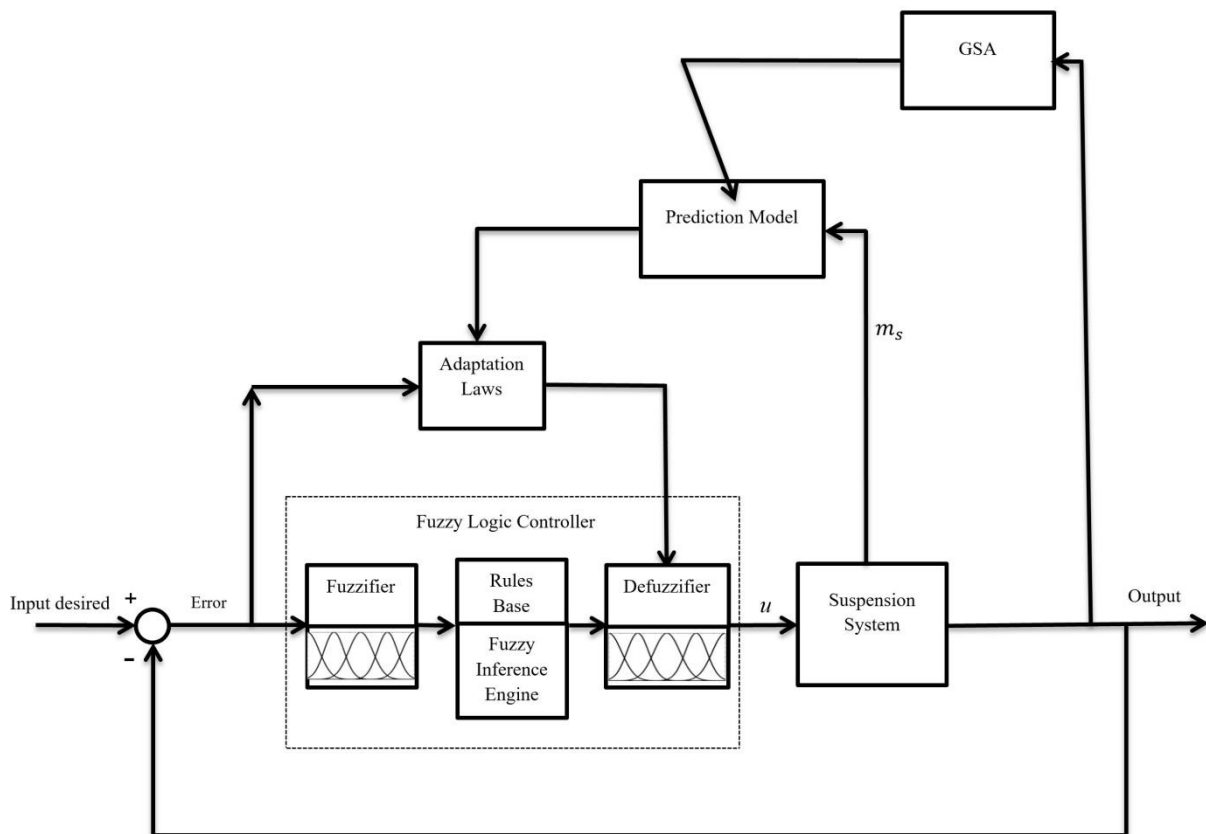 GSA
Prediction Model
m_s
Adaptation
Laws
Fuzzy Logic Controller
Fuzzifier
Rules
Base
Fuzzy
Inference
Engine
Defuzzifier
Input desired
+
-
Error
u
Suspension
System
Output